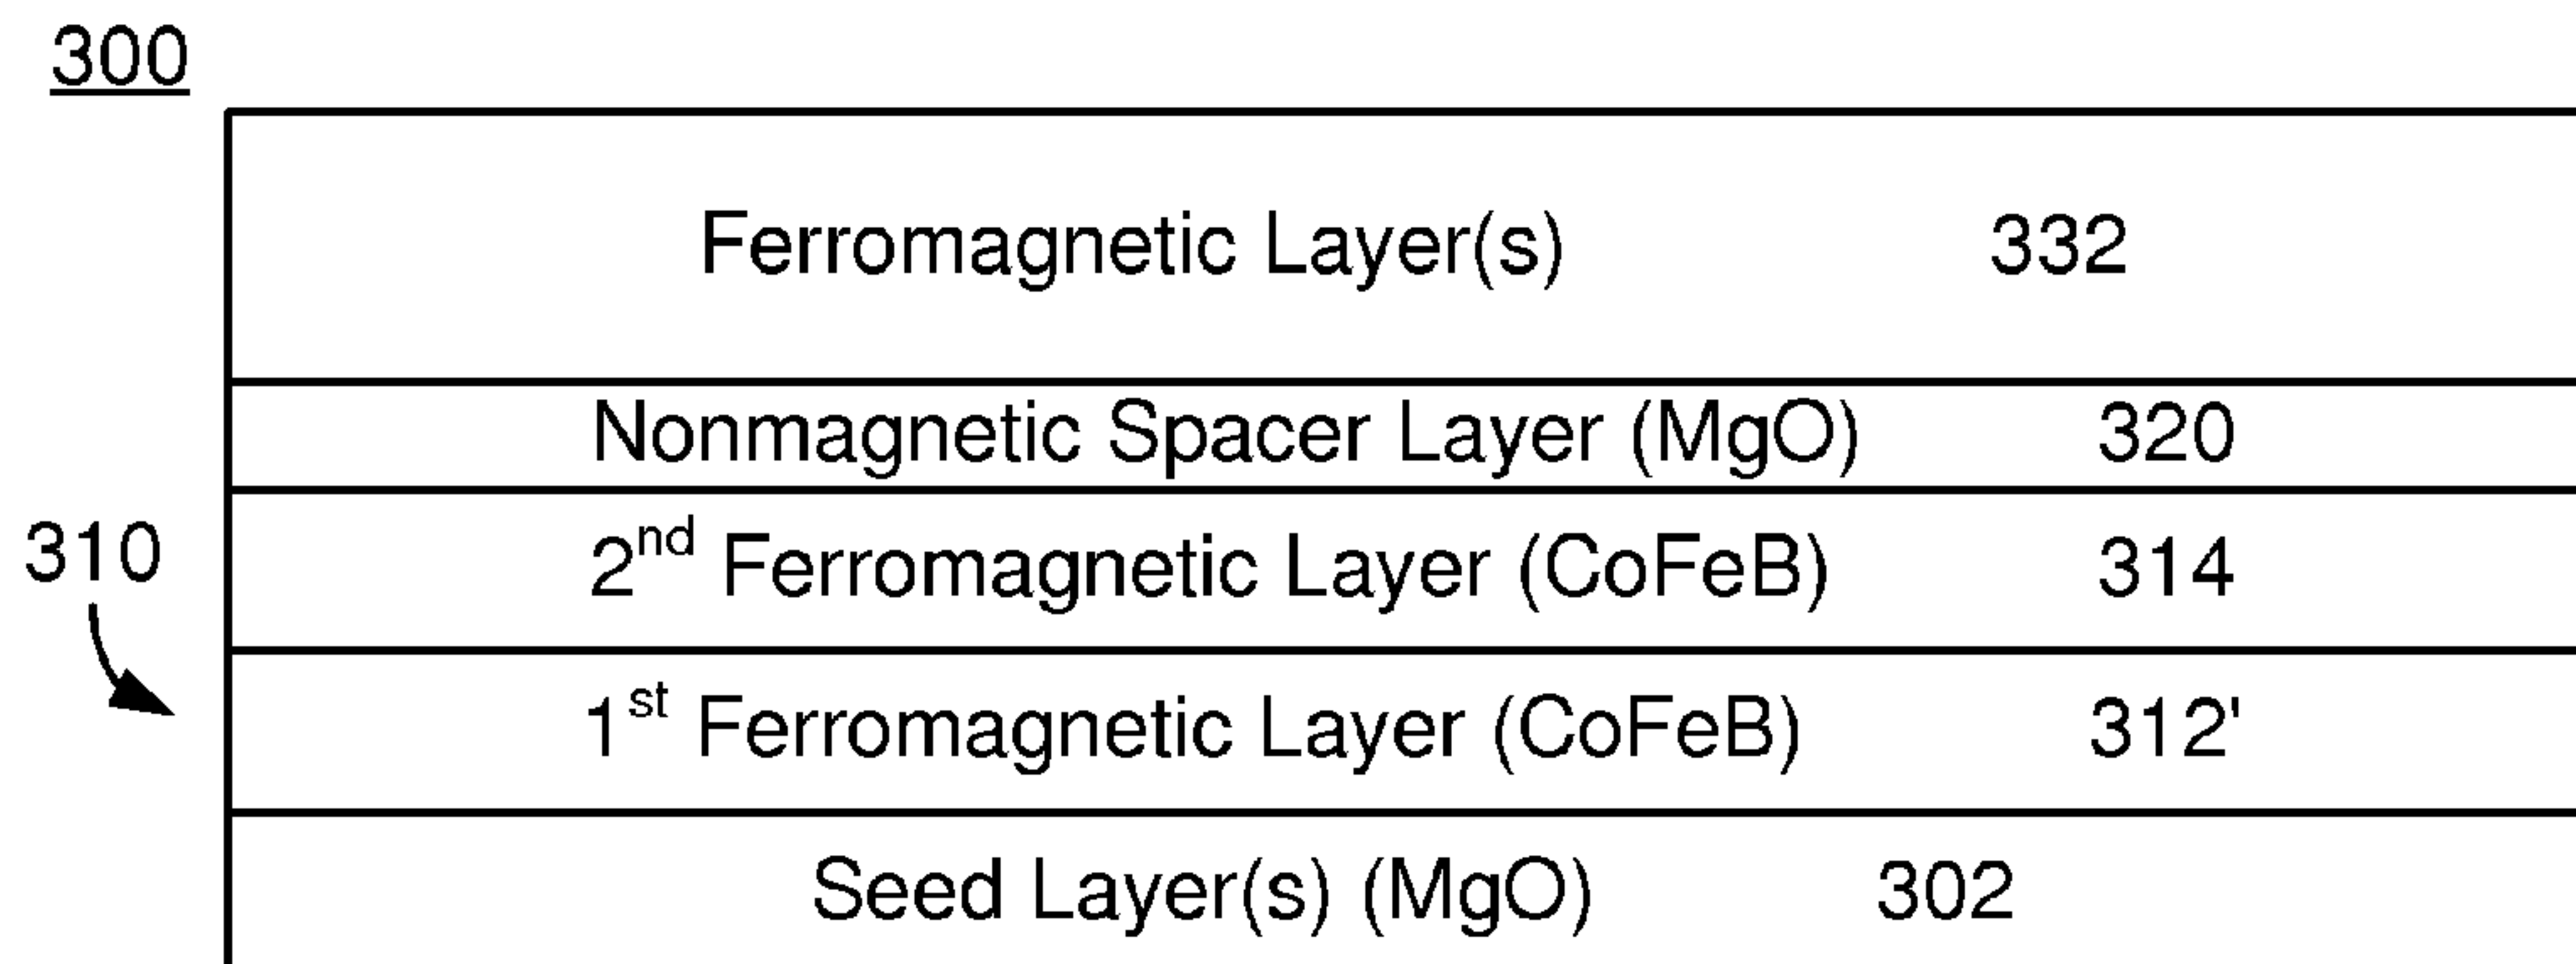 300
Ferromagnetic Layer(s) 332
Nonmagnetic Spacer Layer (MgO) 320
2nd Ferromagnetic Layer (CoFeB) 314
310
1st Ferromagnetic Layer (CoFeB) 312'
Seed Layer(s) (MgO) 302